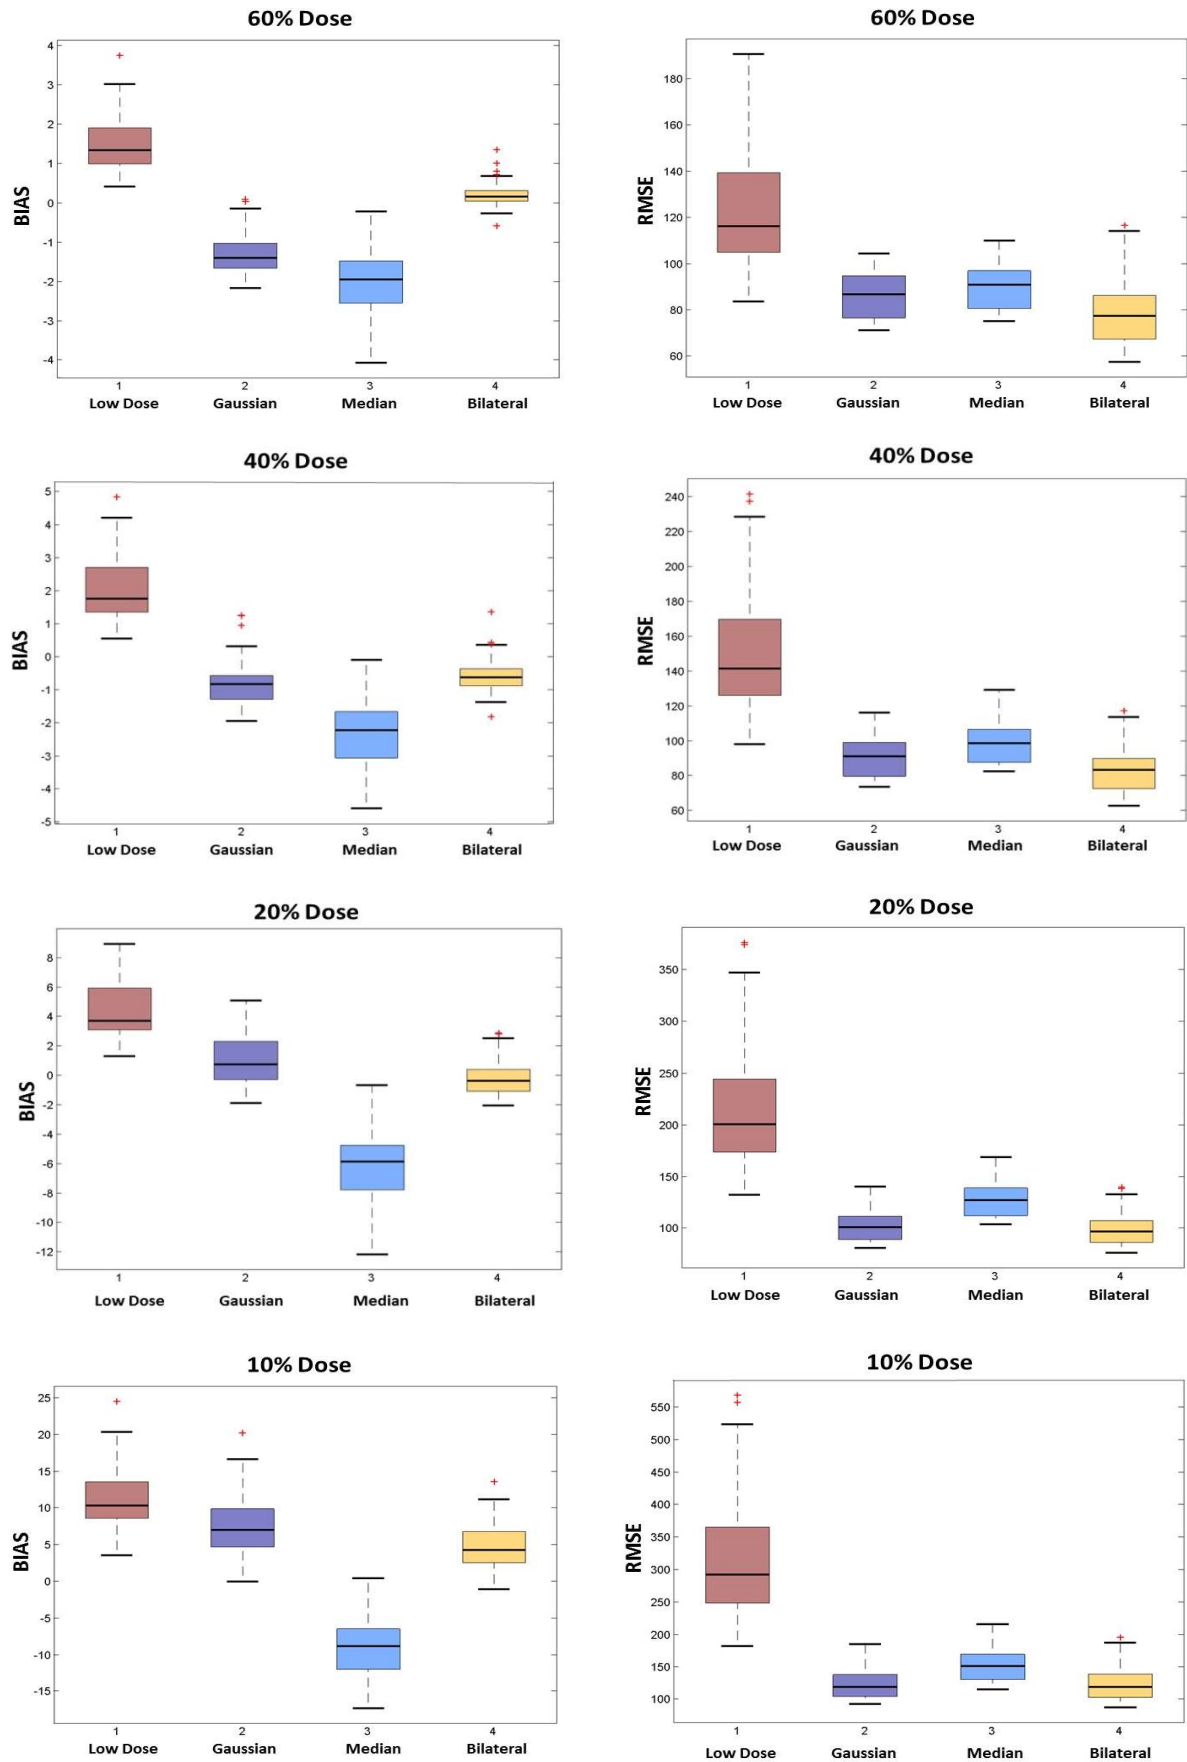 60% Dose
BIAS
4
3
2
1
0
-1
-2
-3
-4
1 2 3 4
Low Dose Gaussian Median Bilateral
60% Dose
RMSE
180
160
140
120
100
80
60
1 2 3 4
Low Dose Gaussian Median Bilateral
40% Dose
BIAS
5
4
3
2
1
0
-1
-2
-3
-4
-5
1 2 3 4
Low Dose Gaussian Median Bilateral
40% Dose
RMSE
240
220
200
180
160
140
120
100
80
60
1 2 3 4
Low Dose Gaussian Median Bilateral
20% Dose
BIAS
8
6
4
2
0
-2
-4
-6
-8
-10
-12
1 2 3 4
Low Dose Gaussian Median Bilateral
20% Dose
RMSE
350
300
250
200
150
100
1 2 3 4
Low Dose Gaussian Median Bilateral
10% Dose
BIAS
25
20
15
10
5
0
-5
-10
-15
1 2 3 4
Low Dose Gaussian Median Bilateral
10% Dose
RMSE
550
500
450
400
350
300
250
200
150
100
1 2 3 4
Low Dose Gaussian Median Bilateral